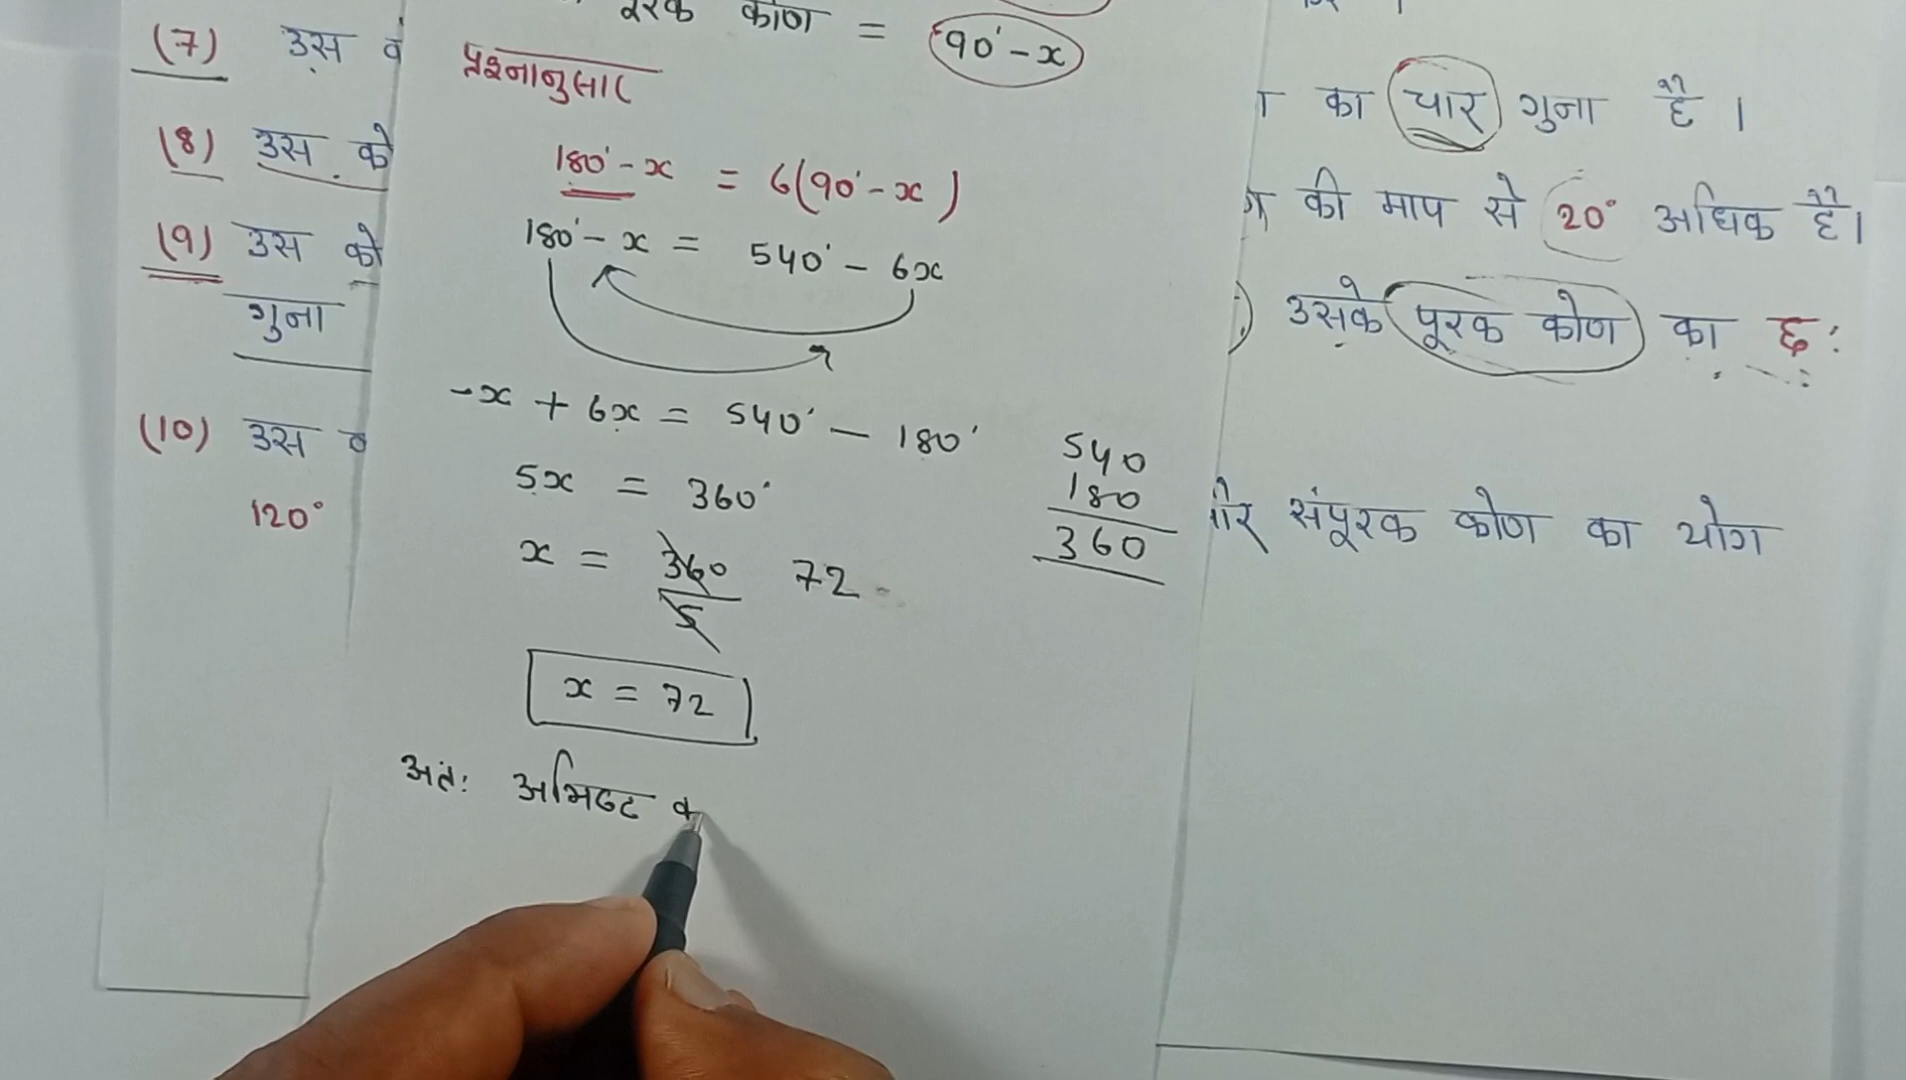 पूरक कोण = 90° - x
प्रश्नानुसार
180° - x = 6(90° - x)
180° - x = 540° - 6x
-x + 6x = 540° - 180°
5x = 360°
x = 360/5 72
x = 72
अतः अभिष्ट
540
180
360
(7) उस
(8) उस को
(9) उस को
गुना
(10) उस
120°
का चार गुना है ।
की माप से 20° अधिक है।
उसके पूरक कोण का छः
संपूरक कोण का योग